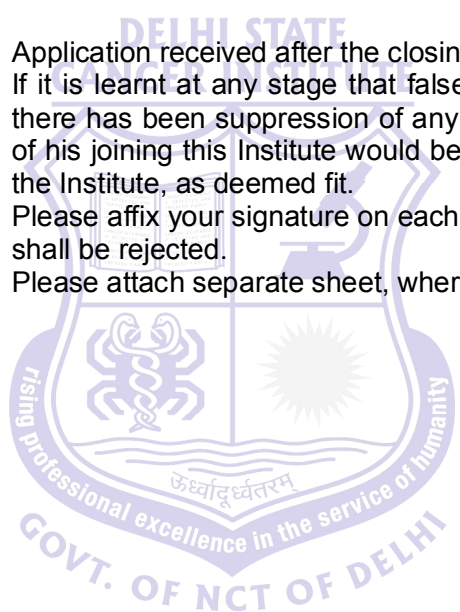 DELHI STATE
CANCER INSTITUTE
Application received after the closin
If it is learnt at any stage that false
there has been suppression of any
of his joining this Institute would be
the Institute, as deemed fit.
Please affix your signature on each
shall be rejected.
Please attach separate sheet, wher
rising professional excellence in the service of humanity
ऊर्ध्वादूर्ध्वतरम्
GOVT. OF NCT OF DELHI